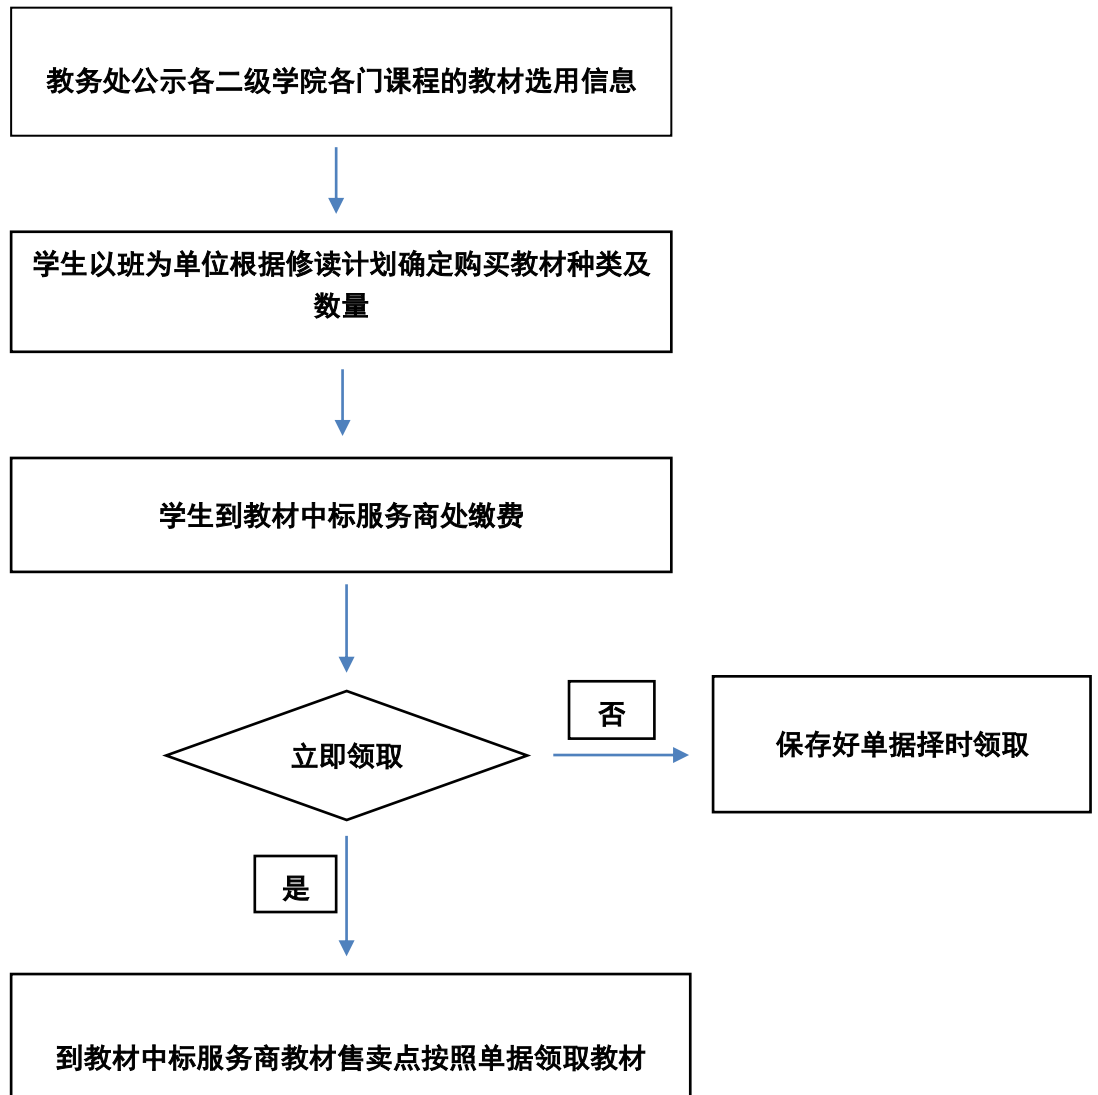 教务处公示各二级学院各门课程的教材选用信息
学生以班为单位根据修读计划确定购买教材种类及
数量
学生到教材中标服务商处缴费
立即领取
否
保存好单据择时领取
是
到教材中标服务商教材售卖点按照单据领取教材